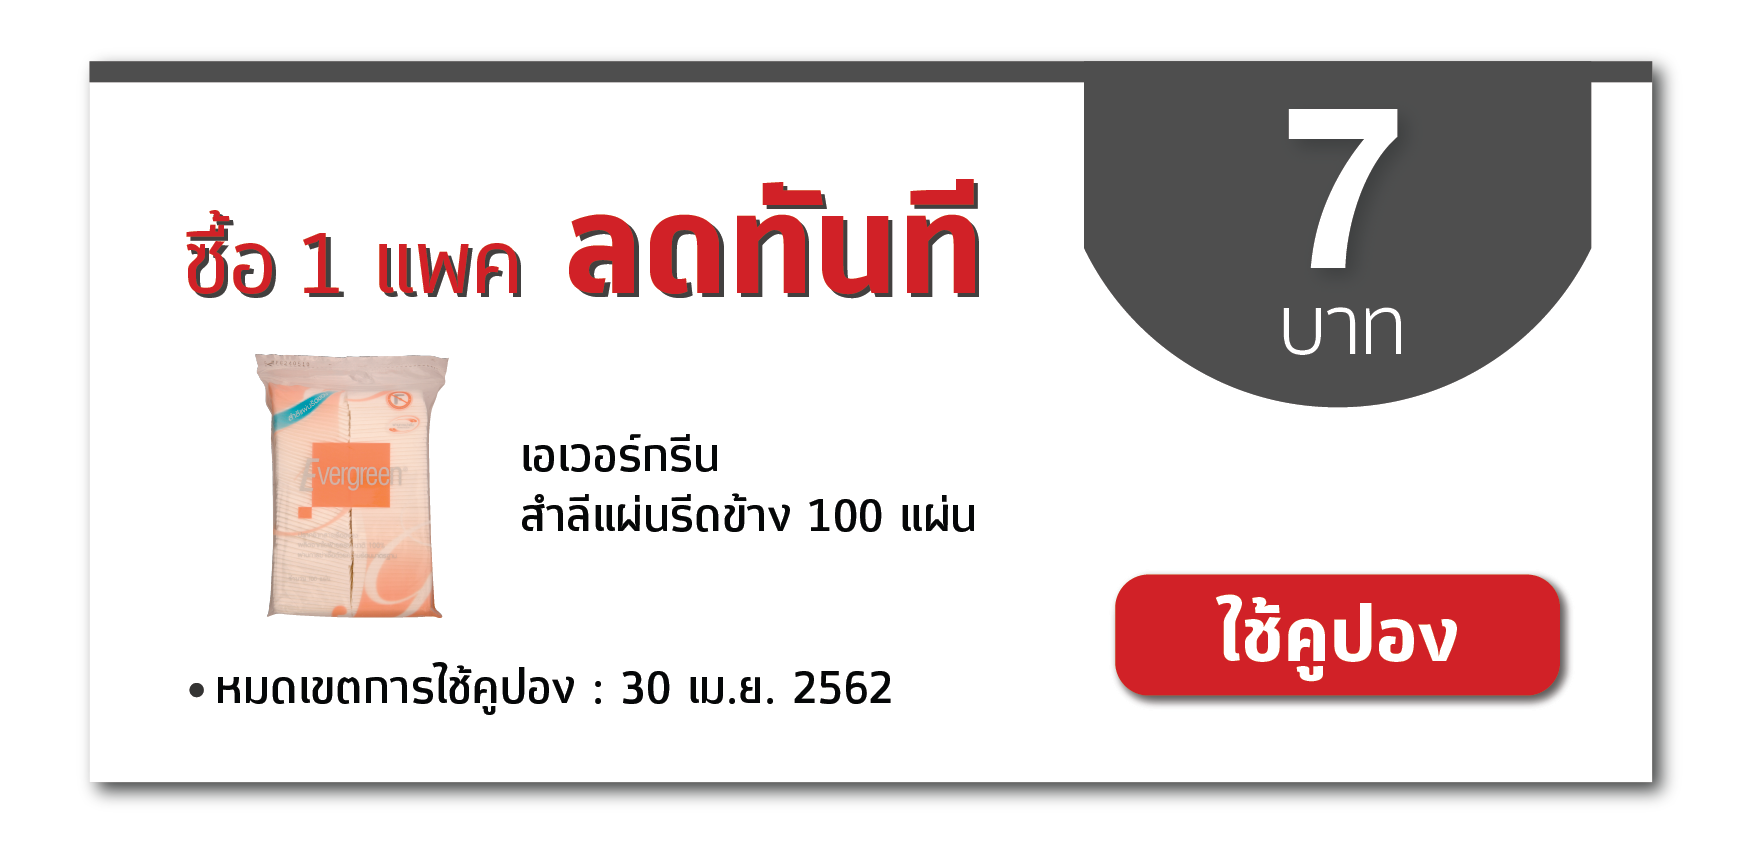 7
บาท
ซื้อ 1 แพค ลดทันที
Evergreen
เอเวอร์กรีน
สำลีแผ่นรีดข้าง 100 แผ่น
ใช้คูปอง
• หมดเขตการใช้คูปอง : 30 เม.ย. 2562